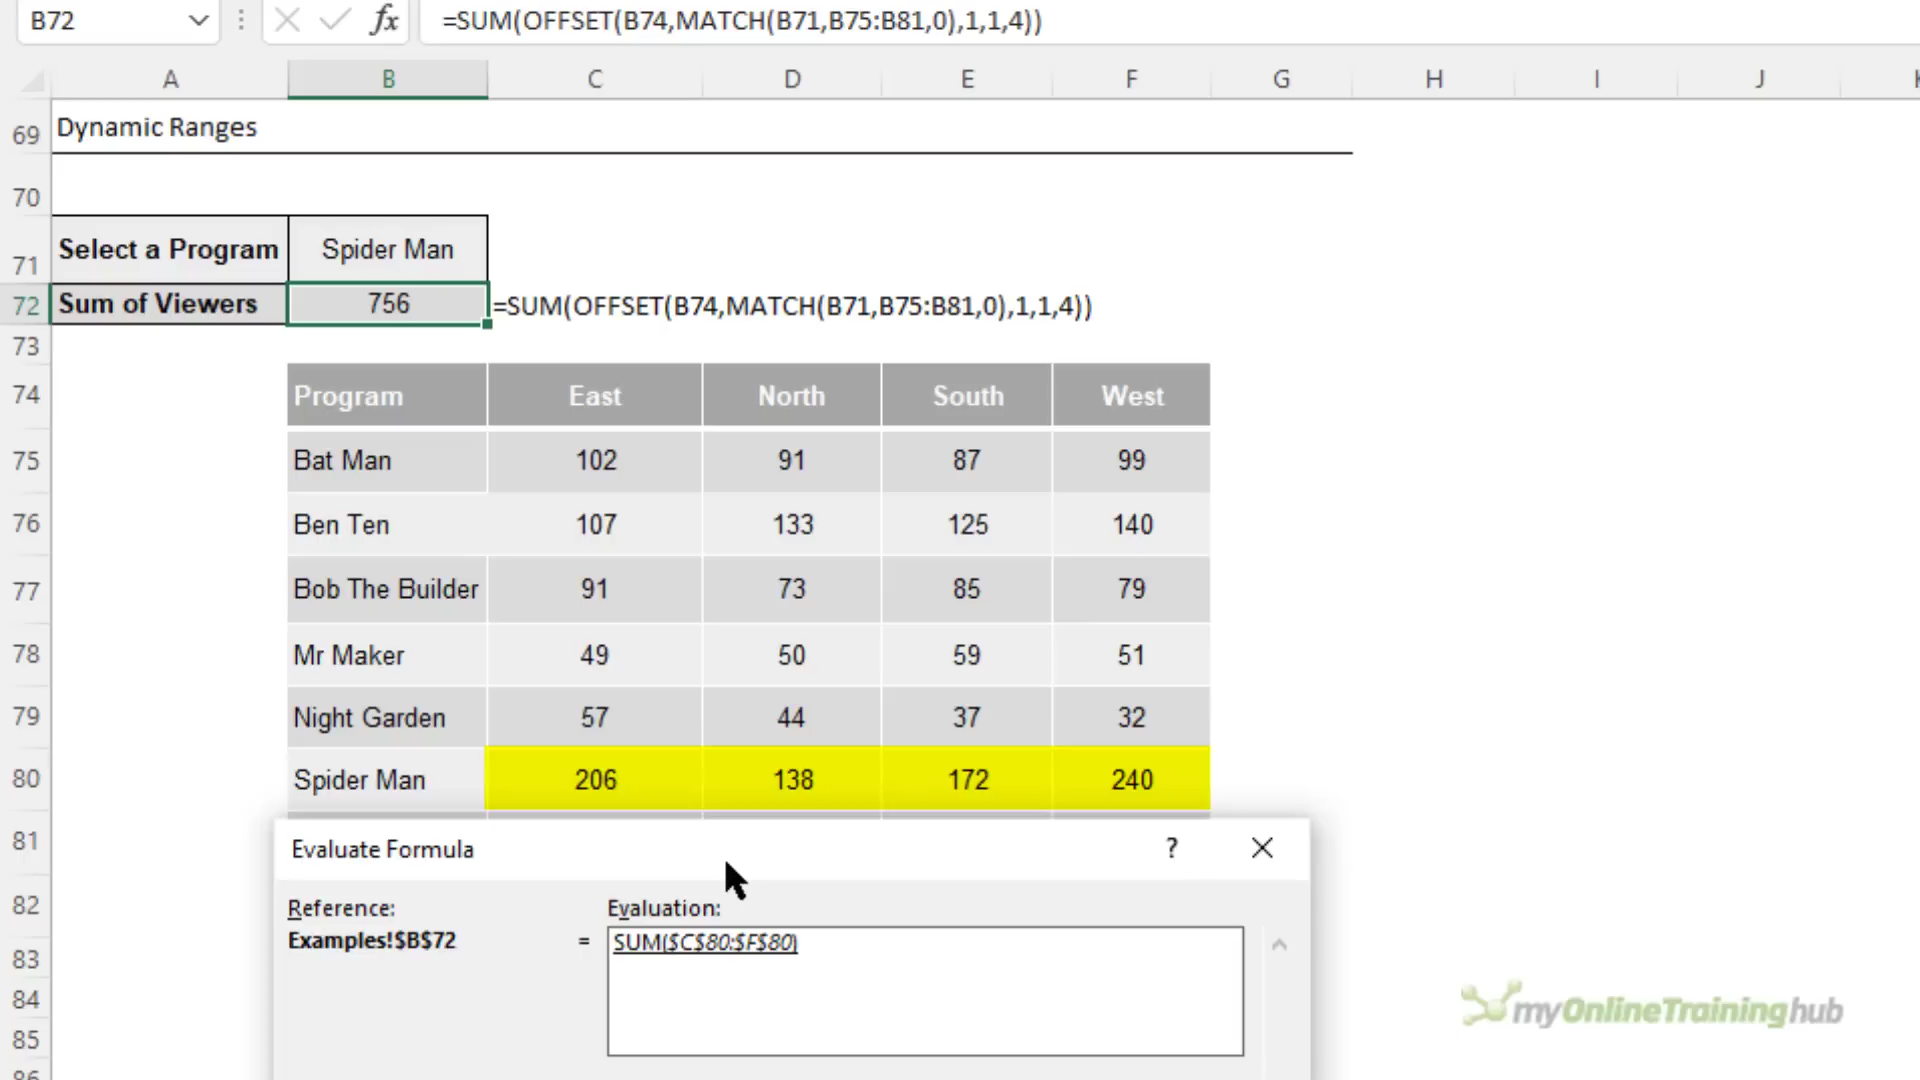 B72 =SUM(OFFSET(B74,MATCH(B71,B75:B81,0),1,1,4))
A B C D E F G H I J
69 Dynamic Ranges
70
71 Select a Program Spider Man
72 Sum of Viewers 756 =SUM(OFFSET(B74,MATCH(B71,B75:B81,0),1,1,4))
73
74 Program East North South West
75 Bat Man 102 91 87 99
76 Ben Ten 107 133 125 140
77 Bob The Builder 91 73 85 79
78 Mr Maker 49 50 59 51
79 Night Garden 57 44 37 32
80 Spider Man 206 138 172 240
81
Evaluate Formula ?
82
Reference: Evaluation:
Examples!$B$72 = SUM($C$80:$F$80)
83
84
85
86
myOnlineTraininghub